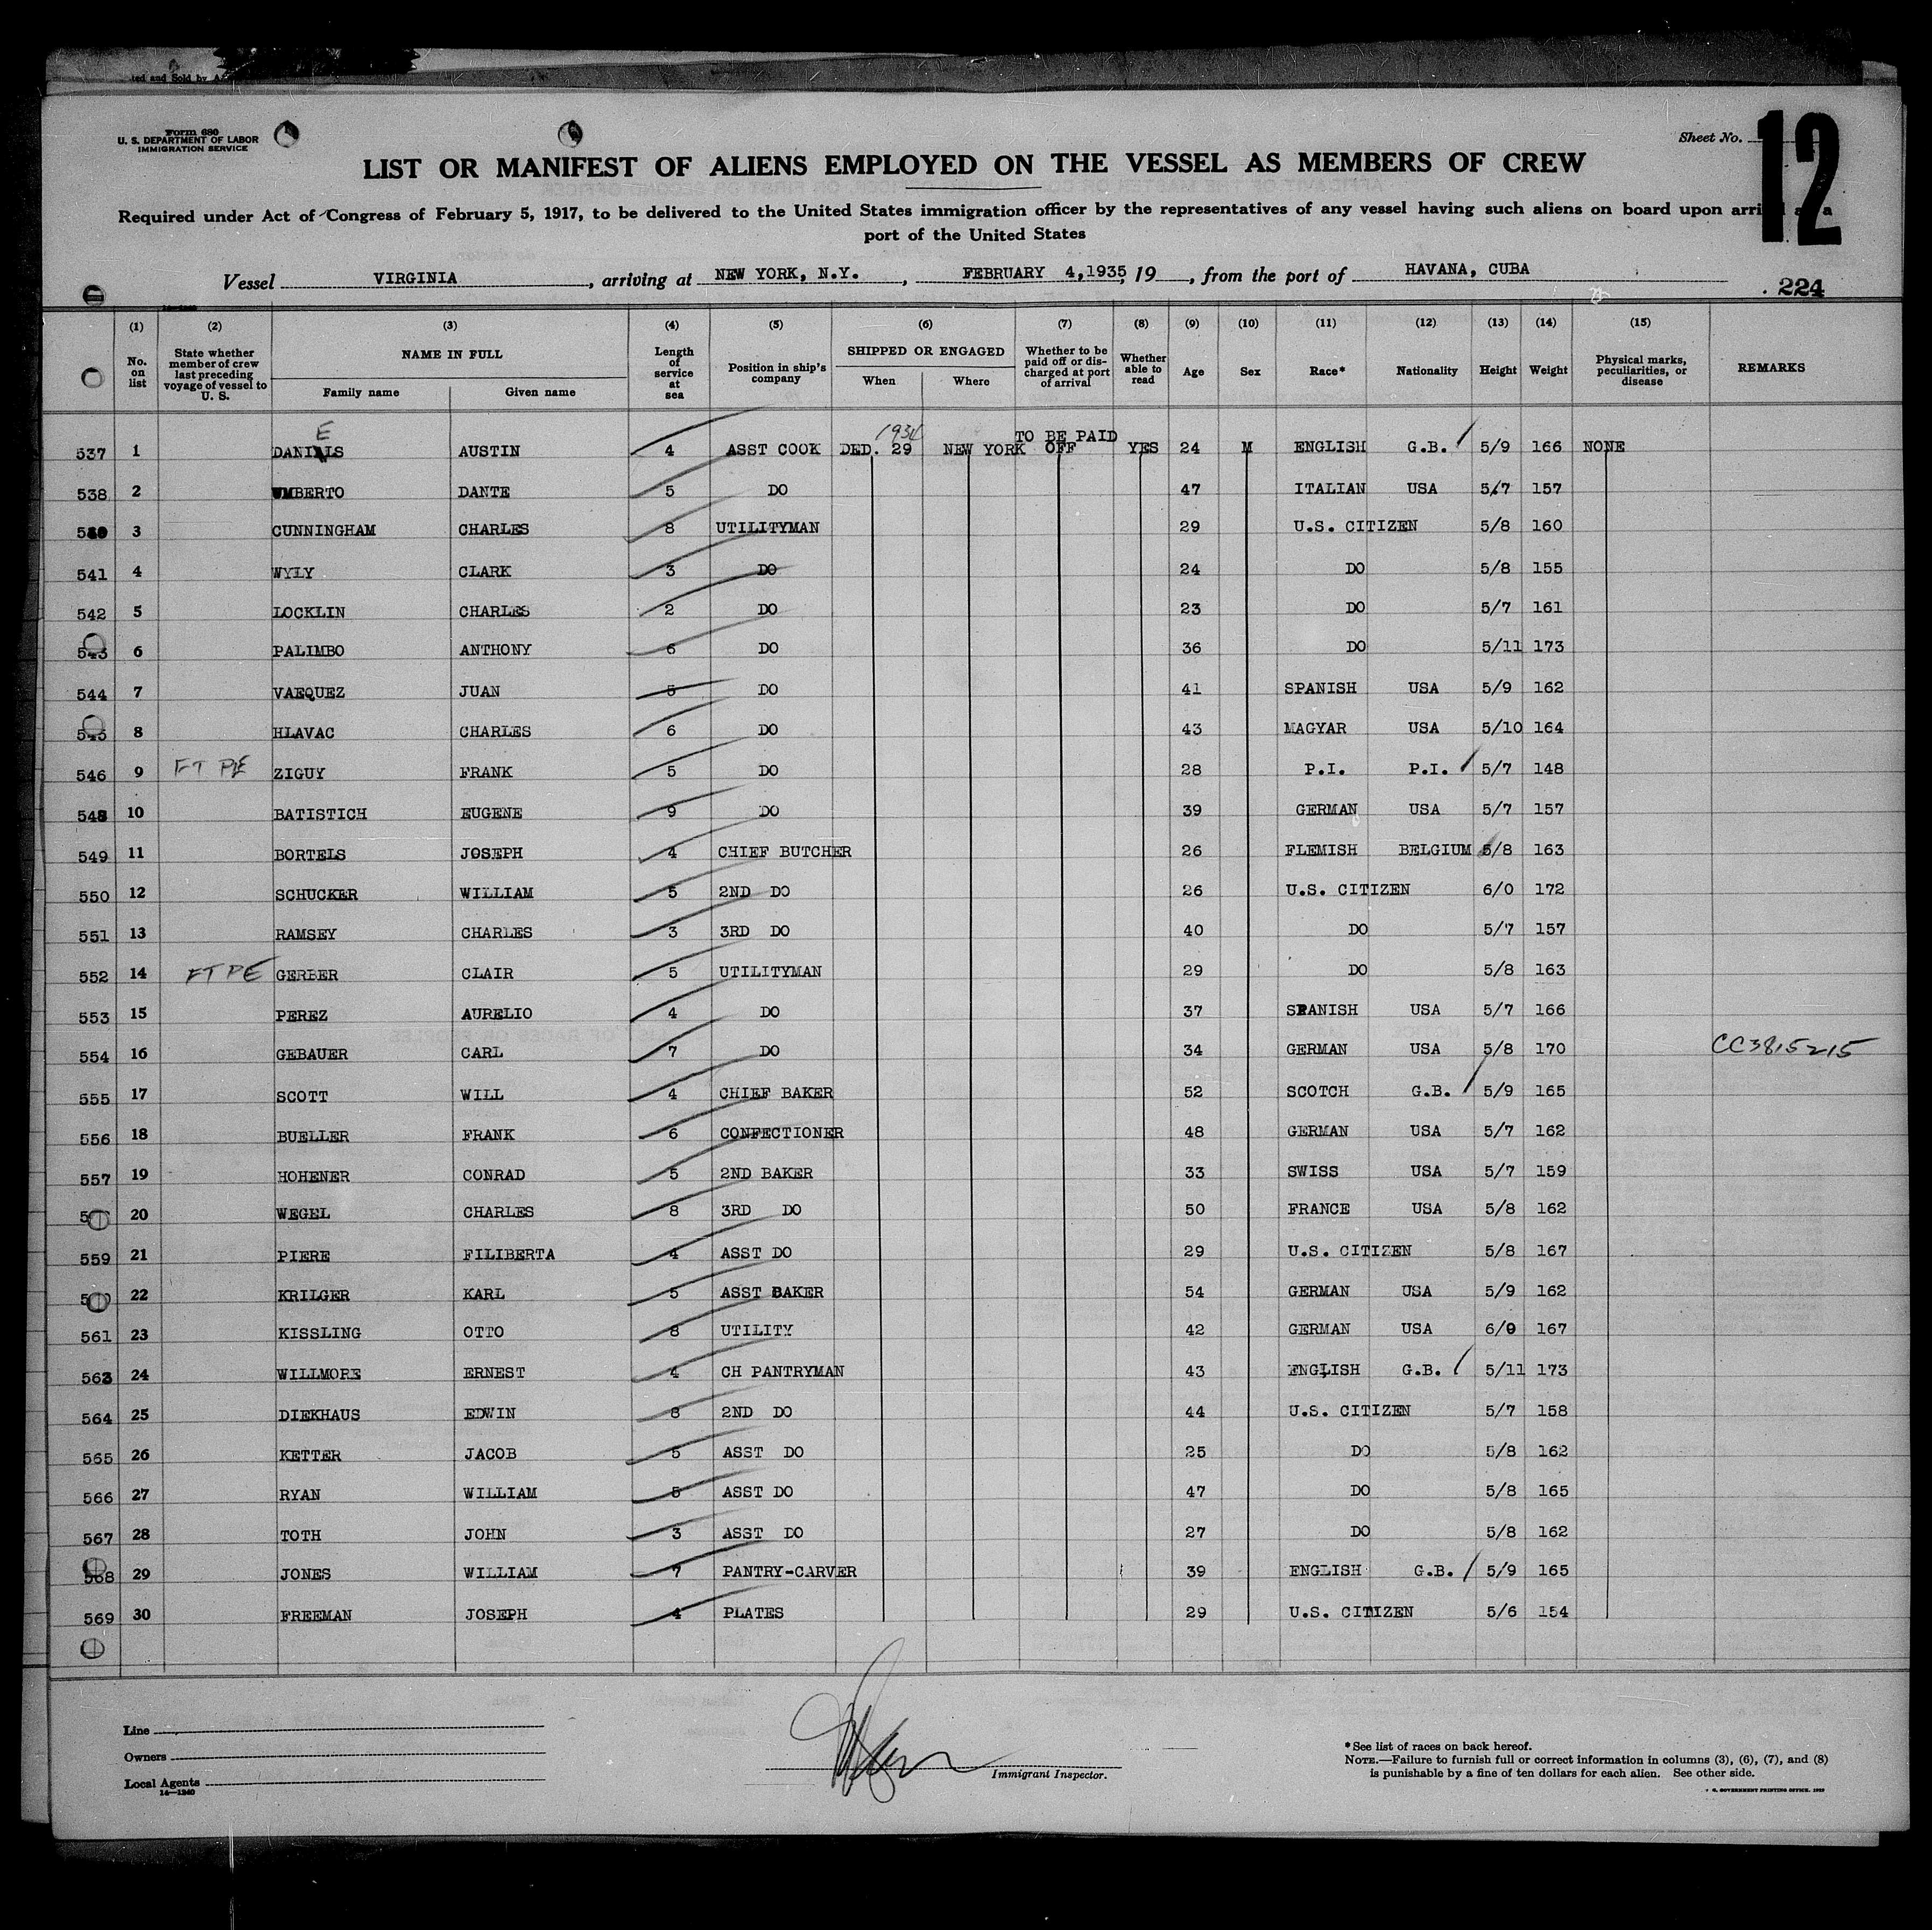 ted and Sold by
Form 680
U. S. DEPARTMENT OF LABOR
IMMIGRATION SERVICE
Sheet No. 12
LIST OR MANIFEST OF ALIENS EMPLOYED ON THE VESSEL AS MEMBERS OF CREW
Required under Act of Congress of February 5, 1917, to be delivered to the United States immigration officer by the representatives of any vessel having such aliens on board upon arri a
port of the United States
Vessel VIRGINIA, arriving at NEW YORK, N.Y., FEBRUARY 4,1935, 19, from the port of HAVANA, CUBA
224
(1) (2) (3) (4) (5) (6) (7) (8) (9) (10) (11) (12) (13) (14) (15)
No. on list State whether member of crew last preceding voyage of vessel to U. S. NAME IN FULL Family name Given name Length of service at sea Position in ship's company SHIPPED OR ENGAGED When Where Whether to be paid off or discharged at port of arrival Whether able to read Age Sex Race* Nationality Height Weight Physical marks, peculiarities, or disease REMARKS
E 1934 TO BE PAID
537 1 DANIELS AUSTIN 4 ASST COOK DED. 29 NEW YORK OFF YES 24 M ENGLISH G.B. 5/9 166 NONE
538 2 UMBERTO DANTE 5 DO 47 ITALIAN USA 5/7 157
3 CUNNINGHAM CHARLES 8 UTILITYMAN 29 U.S. CITIZEN 5/8 160
541 4 WYLY CLARK 3 DO 24 DO 5/8 155
542 5 LOCKLIN CHARLES 2 DO 23 DO 5/7 161
543 6 PALIMBO ANTHONY 6 DO 36 DO 5/11 173
544 7 VAEQUEZ JUAN 5 DO 41 SPANISH USA 5/9 162
545 8 HLAVAC CHARLES 6 DO 43 MAGYAR USA 5/10 164
546 9 FT PE ZIGUY FRANK 5 DO 28 P.I. P.I. 5/7 148
548 10 BATISTICH EUGENE 9 DO 39 GERMAN USA 5/7 157
549 11 BORTELS JOSEPH 4 CHIEF BUTCHER 26 FLEMISH BELGIUM 5/8 163
550 12 SCHUCKER WILLIAM 5 2ND DO 26 U.S. CITIZEN 6/0 172
551 13 RAMSEY CHARLES 3 3RD DO 40 DO 5/7 157
552 14 FT PE GERBER CLAIR 5 UTILITYMAN 29 DO 5/8 163
553 15 PEREZ AURELIO 4 DO 37 SPANISH USA 5/7 166
554 16 GEBAUER CARL 7 DO 34 GERMAN USA 5/8 170 CC3815215
555 17 SCOTT WILL 4 CHIEF BAKER 52 SCOTCH G.B. 5/9 165
556 18 BUELLER FRANK 6 CONFECTIONER 48 GERMAN USA 5/7 162
557 19 HOHENER CONRAD 5 2ND BAKER 33 SWISS USA 5/7 159
20 WEGEL CHARLES 8 3RD DO 50 FRANCE USA 5/8 162
559 21 PIERE FILIBERTA 4 ASST DO 29 U.S. CITIZEN 5/8 167
22 KRILGER KARL 5 ASST BAKER 54 GERMAN USA 5/9 162
561 23 KISSLING OTTO 8 UTILITY 42 GERMAN USA 6/0 167
563 24 WILLMORE ERNEST 4 CH PANTRYMAN 43 ENGLISH G.B. 5/11 173
564 25 DIEKHAUS EDWIN 8 2ND DO 44 U.S. CITIZEN 5/7 158
565 26 KETTER JACOB 5 ASST DO 25 DO 5/8 162
566 27 RYAN WILLIAM 5 ASST DO 47 DO 5/8 165
567 28 TOTH JOHN 3 ASST DO 27 DO 5/8 162
568 29 JONES WILLIAM 7 PANTRY-CARVER 39 ENGLISH G.B. 5/9 165
569 30 FREEMAN JOSEPH 4 PLATES 29 U.S. CITIZEN 5/6 154
Line
Owners
Local Agents
14—1240
Immigrant Inspector.
*See list of races on back hereof.
NOTE.—Failure to furnish full or correct information in columns (3), (6), (7), and (8)
is punishable by a fine of ten dollars for each alien. See other side.
GOVERNMENT PRINTING OFFICE. 1929